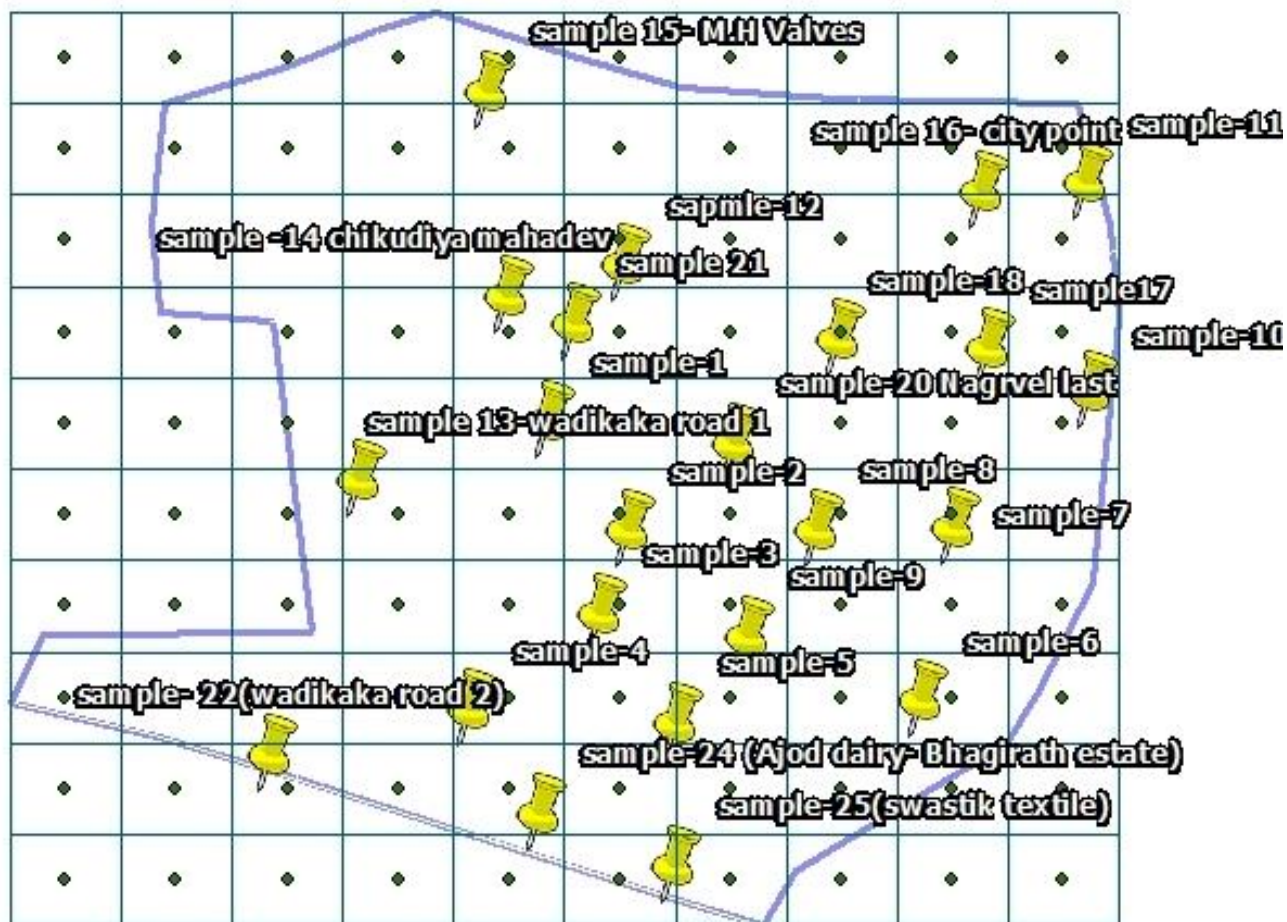 sample 15- M.H Valves
sample 16- city point
sample-11
sapmle-12
sample -14 chikudiya mahadev
sample 21
sample-18
sample17
sample-10
sample-1
sample-20 Nagrvel last
sample 13-wadikaka road 1
sample-2
sample-8
sample-7
sample-3
sample-9
sample-4
sample-5
sample-6
sample- 22(wadikaka road 2)
sample-24 (Ajod dairy- Bhagirath estate)
sample-25(swastik textile)